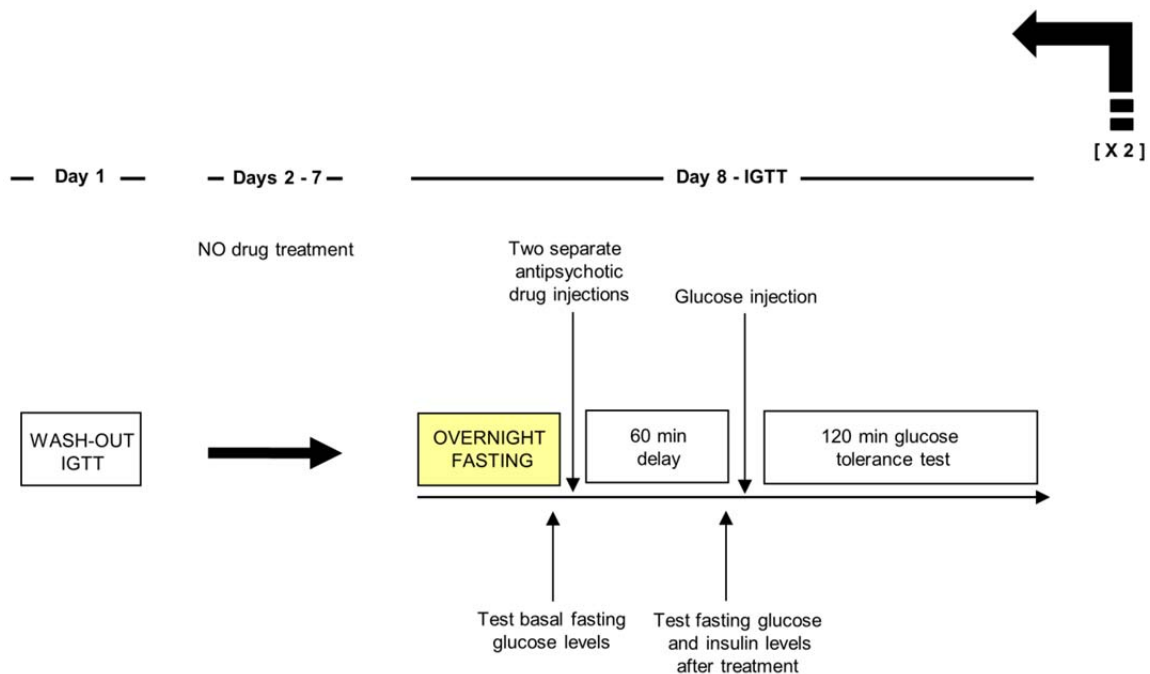 [ X 2 ]
Day 1
Days 2 - 7
Day 8 - IGTT
NO drug treatment
Two separate
antipsychotic
drug injections
Glucose injection
WASH-OUT
IGTT
OVERNIGHT
FASTING
60 min
delay
120 min glucose
tolerance test
Test basal fasting
glucose levels
Test fasting glucose
and insulin levels
after treatment